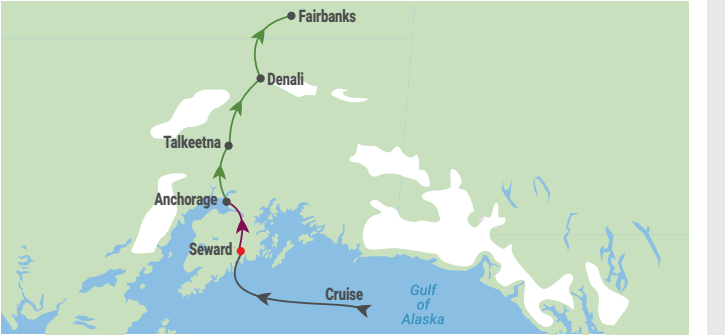 Fairbanks
Denali
Talkeetna
Anchorage
Seward
Cruise
Gulf
of
Alaska